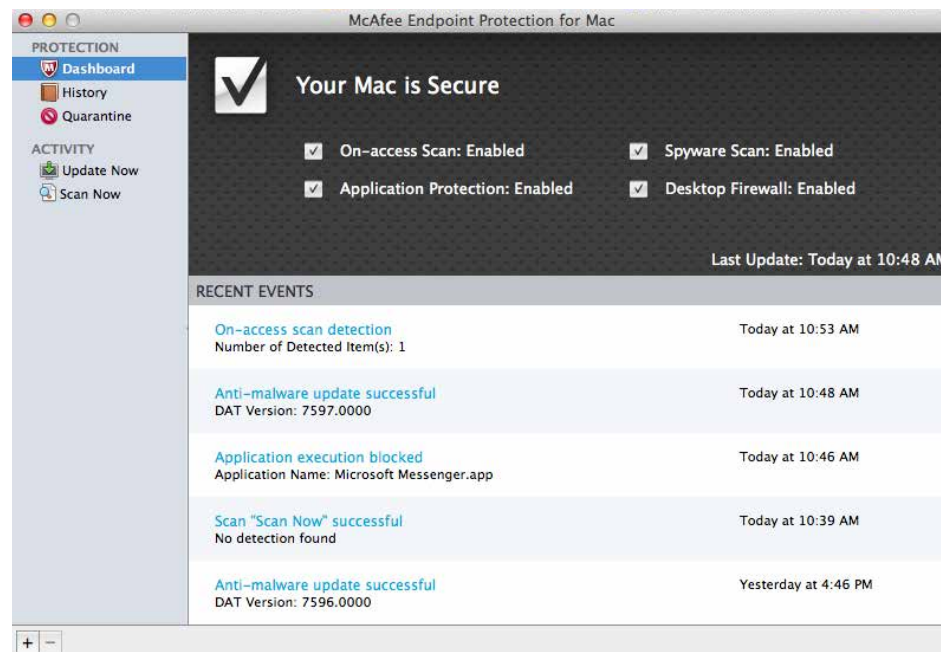 McAfee Endpoint Protection for Mac
PROTECTION
Dashboard
History
Quarantine
ACTIVITY
Update Now
Scan Now
Your Mac is Secure
On-access Scan: Enabled
Spyware Scan: Enabled
Application Protection: Enabled
Desktop Firewall: Enabled
Last Update: Today at 10:48 AM
RECENT EVENTS
On-access scan detection
Today at 10:53 AM
Number of Detected Item(s): 1
Anti-malware update successful
Today at 10:48 AM
DAT Version: 7597.0000
Application execution blocked
Today at 10:46 AM
Application Name: Microsoft Messenger.app
Scan "Scan Now" successful
Today at 10:39 AM
No detection found
Anti-malware update successful
Yesterday at 4:46 PM
DAT Version: 7596.0000